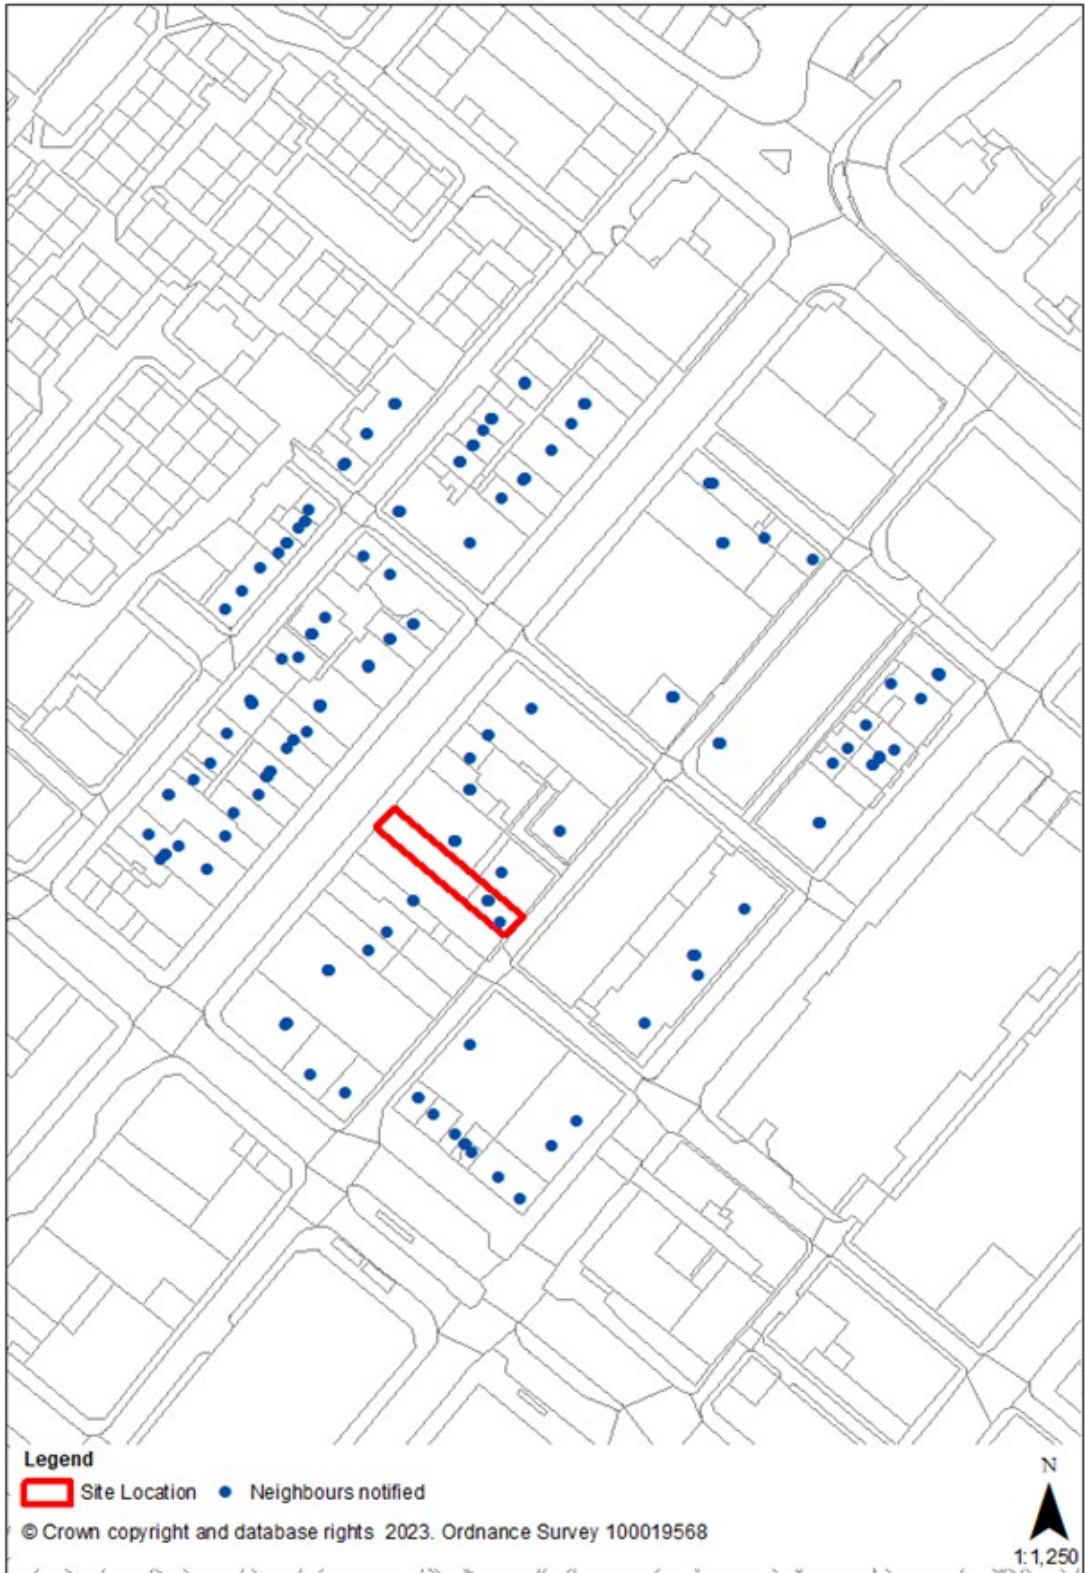 Legend
Site Location Neighbours notified
© Crown copyright and database rights 2023. Ordnance Survey 100019568
N
1:1,250